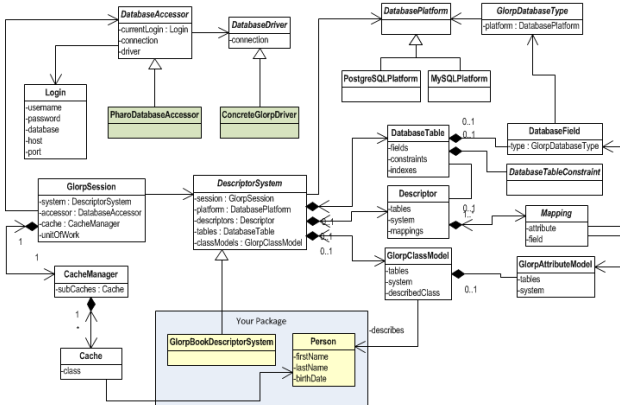 DatabaseAccessor
-currentLogin : Login
-connection
-driver
DatabaseDriver
-connection
DatabasePlatform
GlorpDatabaseType
-platform : DatabasePlatform
Login
-username
-password
-database
-host
-port
PharoDatabaseAccessor
ConcreteGlorpDriver
PostgreSQLPlatform
MySQLPlatform
DatabaseTable
-fields
-constraints
-indexes
0..1
0..1
DatabaseField
-type : GlorpDatabaseType
DatabaseTableConstraint
GlorpSession
-system : DescriptorSystem
-accessor : DatabaseAccessor
-cache : CacheManager
-unitOfWork
DescriptorSystem
-session : GlorpSession
-platform : DatabasePlatform
-descriptors : Descriptor
-tables : DatabaseTable
-classModels : GlorpClassModel
0..1
0..1
0..1
Descriptor
-tables
-system
-mappings
0..1
Mapping
-attribute
-field
1
1
CacheManager
-subCaches : Cache
GlorpClassModel
-tables
-system
-describedClass
0..1
GlorpAttributeModel
-tables
-system
1
*
Your Package
-describes
GlorpBookDescriptorSystem
Person
-firstName
-lastName
-birthDate
Cache
-class